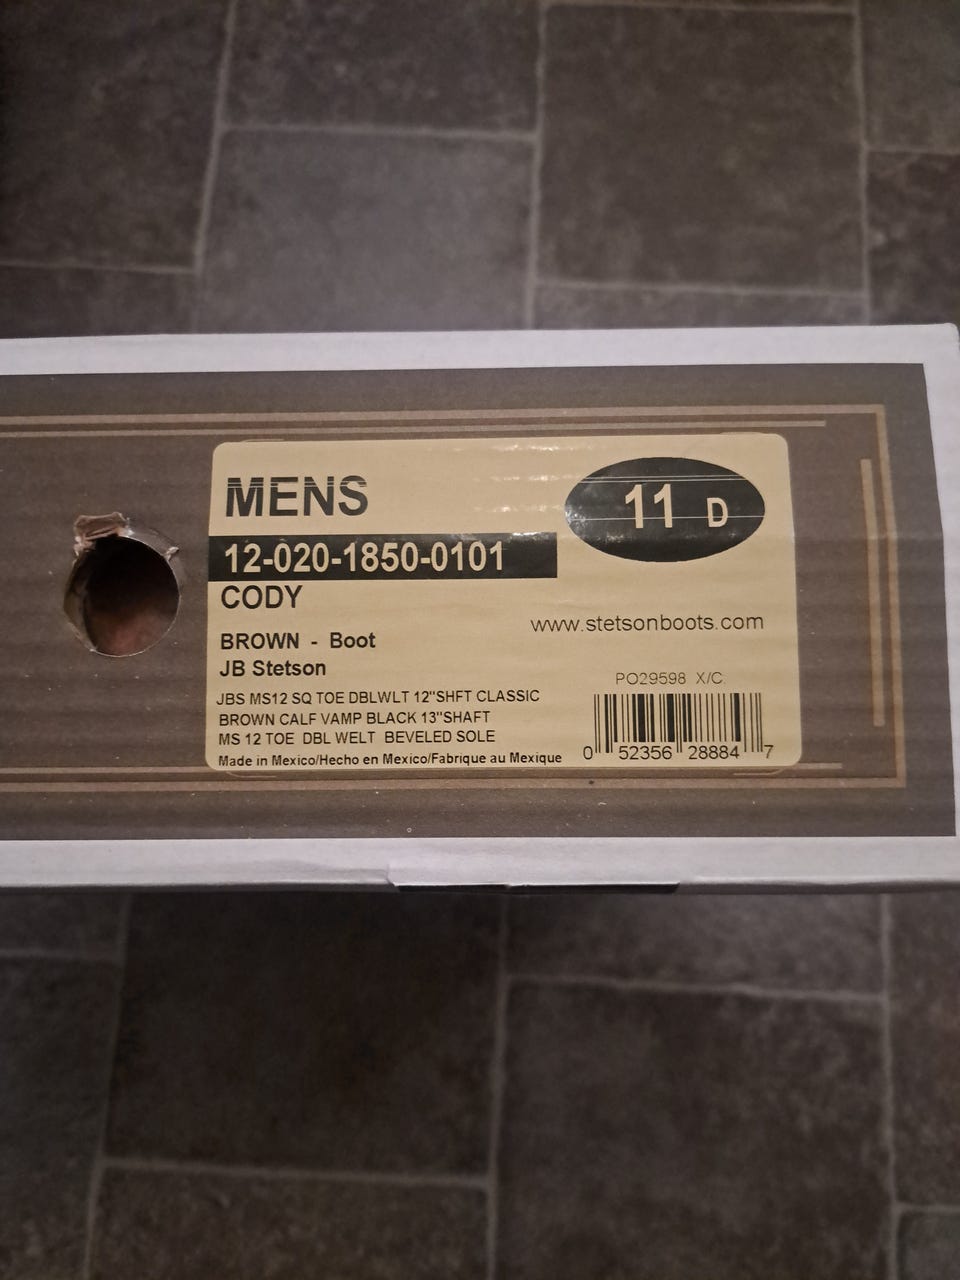 MENS
11 D
12-020-1850-0101
CODY
www.stetsonboots.com
BROWN - Boot
JB Stetson
PO29598 X/C
JBS MS12 SQ TOE DBLWLT 12"SHFT CLASSIC
BROWN CALF VAMP BLACK 13"SHAFT
MS 12 TOE DBL WELT BEVELED SOLE
Made in Mexico/Hecho en Mexico/Fabrique au Mexique
0 52356 28884 7